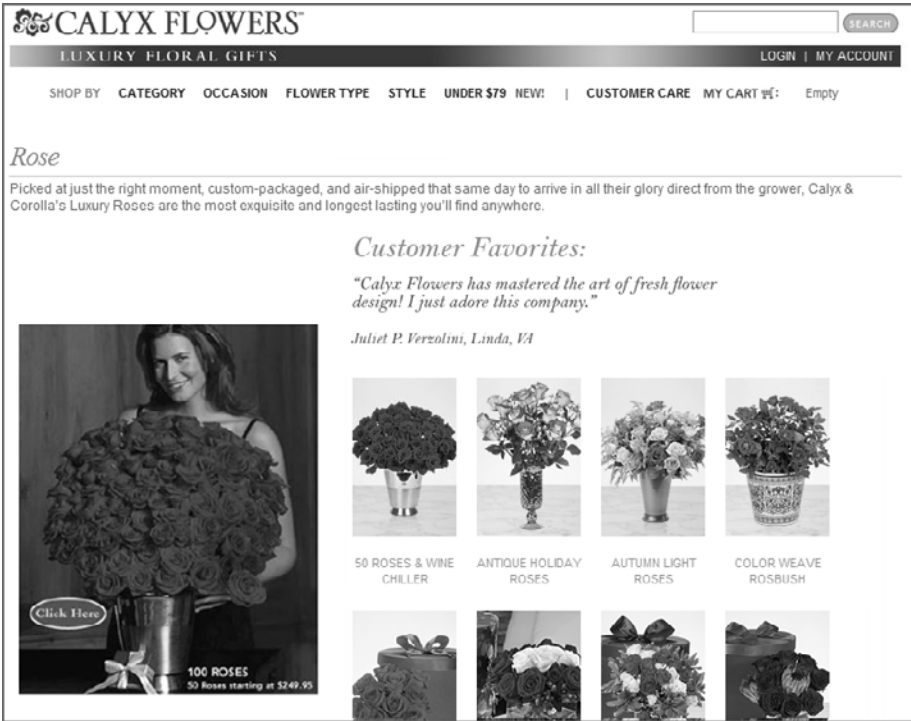 CALYX FLOWERS
SEARCH
LUXURY FLORAL GIFTS
LOGIN | MY ACCOUNT
SHOP BY CATEGORY OCCASION FLOWER TYPE STYLE UNDER $79 NEW! | CUSTOMER CARE MY CART : Empty
Rose
Picked at just the right moment, custom-packaged, and air-shipped that same day to arrive in all their glory direct from the grower, Calyx &
Corolla's Luxury Roses are the most exquisite and longest lasting you'll find anywhere.
Customer Favorites:
“Calyx Flowers has mastered the art of fresh flower
design! I just adore this company.”
Juliet P. Verzolini, Linda, VA
Click Here
100 ROSES
50 Roses starting at $249.95
50 ROSES & WINE
CHILLER
ANTIQUE HOLIDAY
ROSES
AUTUMN LIGHT
ROSES
COLOR WEAVE
ROSBUSH